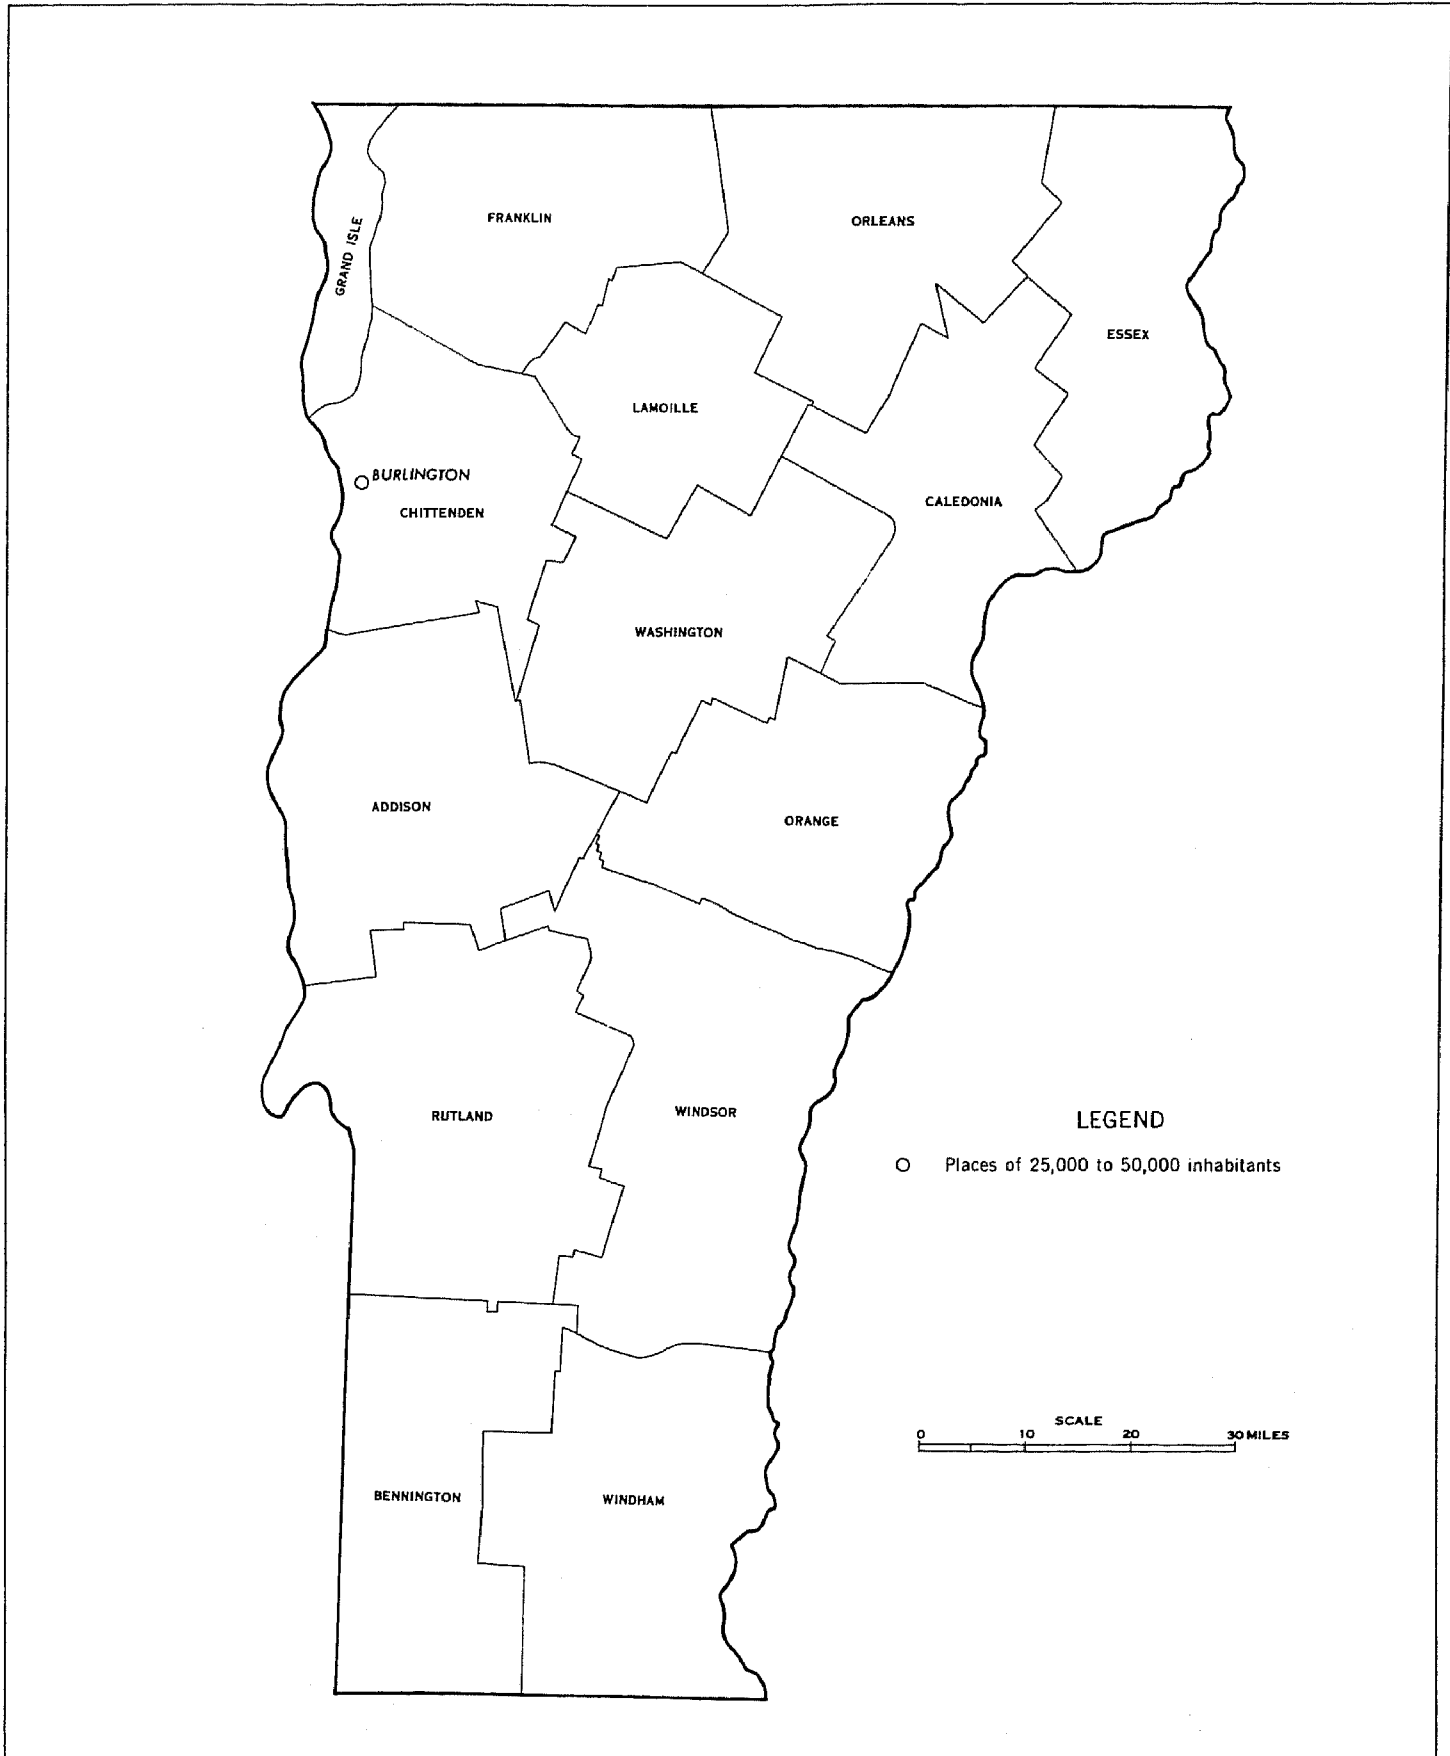 FRANKLIN
ORLEANS
GRAND ISLE
ESSEX
LAMOILLE
BURLINGTON
CHITTENDEN
CALEDONIA
WASHINGTON
ADDISON
ORANGE
RUTLAND
WINDSOR
LEGEND
Places of 25,000 to 50,000 inhabitants
SCALE
0 10 20 30 MILES
BENNINGTON
WINDHAM